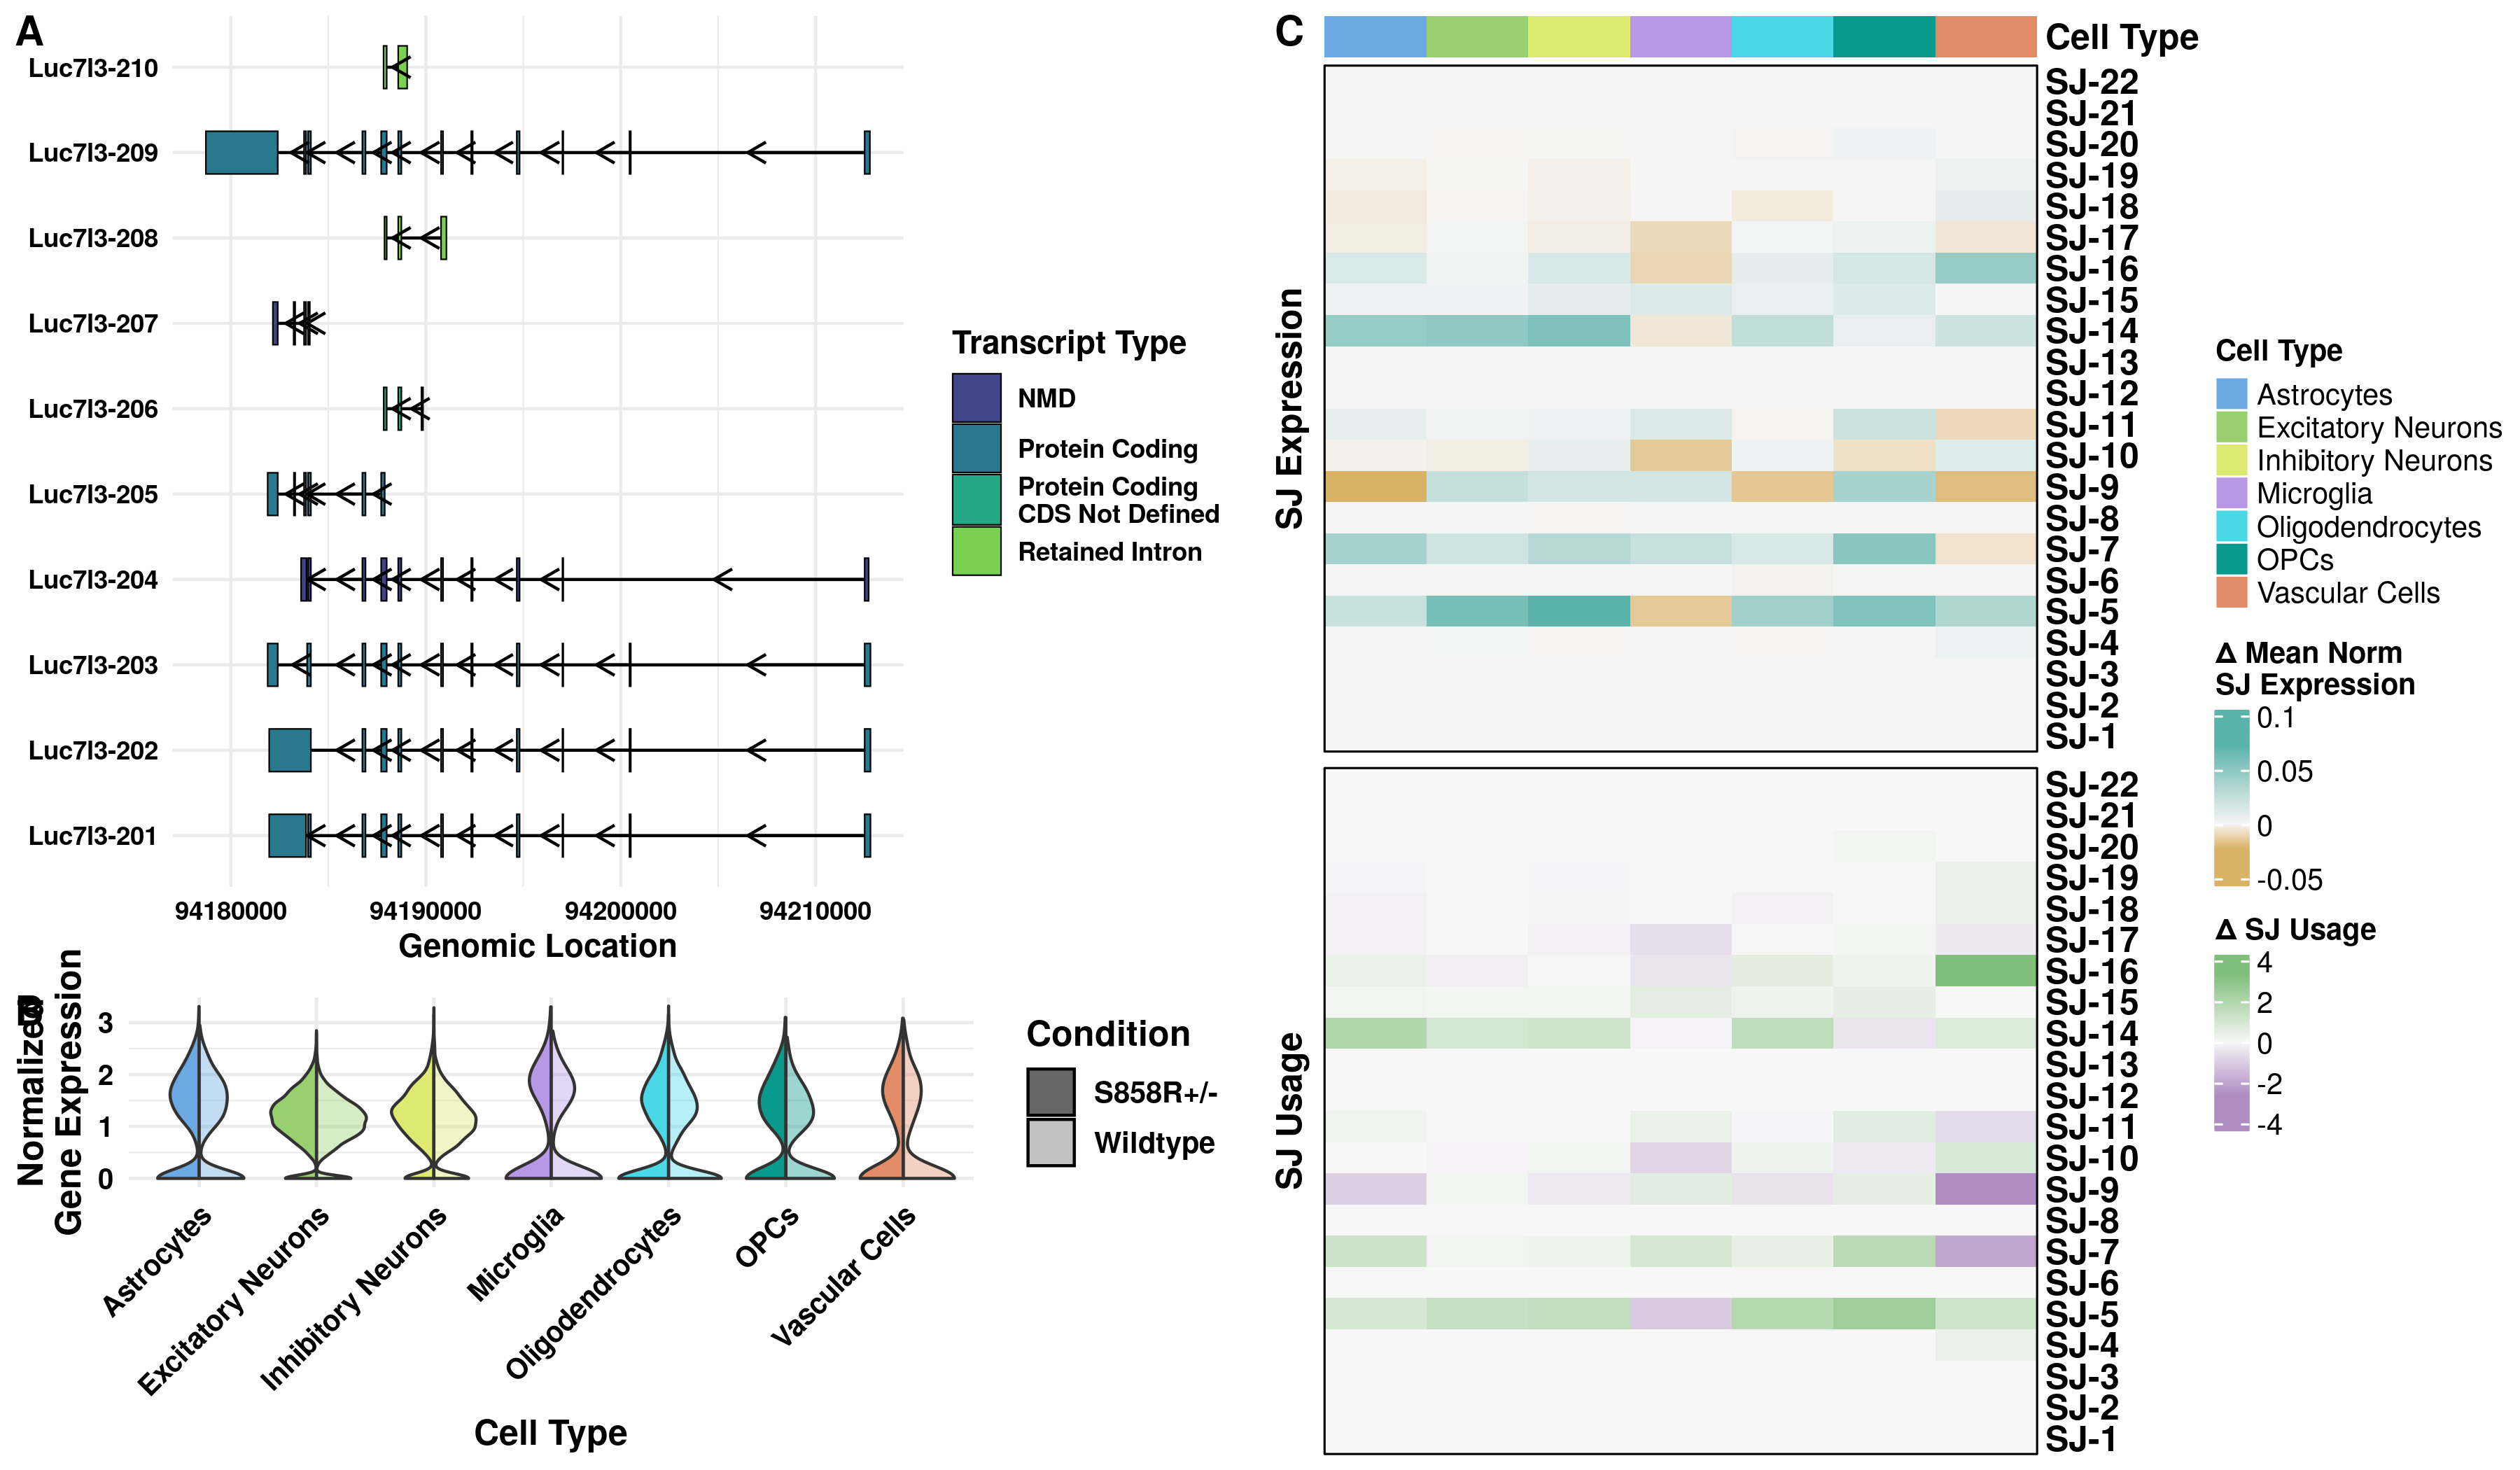 A
Luc7l3-210
Luc7l3-209
Luc7l3-208
Luc7l3-207
Luc7l3-206
Luc7l3-205
Luc7l3-204
Luc7l3-203
Luc7l3-202
Luc7l3-201
94180000
94190000
94200000
94210000
Genomic Location
Transcript Type
NMD
Protein Coding
Protein Coding
CDS Not Defined
Retained Intron
Normalized
Gene Expression
3
2
1
0
Astrocytes
Excitatory Neurons
Inhibitory Neurons
Microglia
Oligodendrocytes
OPCs
Vascular Cells
Cell Type
Condition
S858R+/-
Wildtype
C
Cell Type
SJ Expression
SJ-22
SJ-21
SJ-20
SJ-19
SJ-18
SJ-17
SJ-16
SJ-15
SJ-14
SJ-13
SJ-12
SJ-11
SJ-10
SJ-9
SJ-8
SJ-7
SJ-6
SJ-5
SJ-4
SJ-3
SJ-2
SJ-1
SJ Usage
SJ-22
SJ-21
SJ-20
SJ-19
SJ-18
SJ-17
SJ-16
SJ-15
SJ-14
SJ-13
SJ-12
SJ-11
SJ-10
SJ-9
SJ-8
SJ-7
SJ-6
SJ-5
SJ-4
SJ-3
SJ-2
SJ-1
Cell Type
Astrocytes
Excitatory Neurons
Inhibitory Neurons
Microglia
Oligodendrocytes
OPCs
Vascular Cells
Δ Mean Norm
SJ Expression
0.1
0.05
0
-0.05
Δ SJ Usage
4
2
0
-2
-4